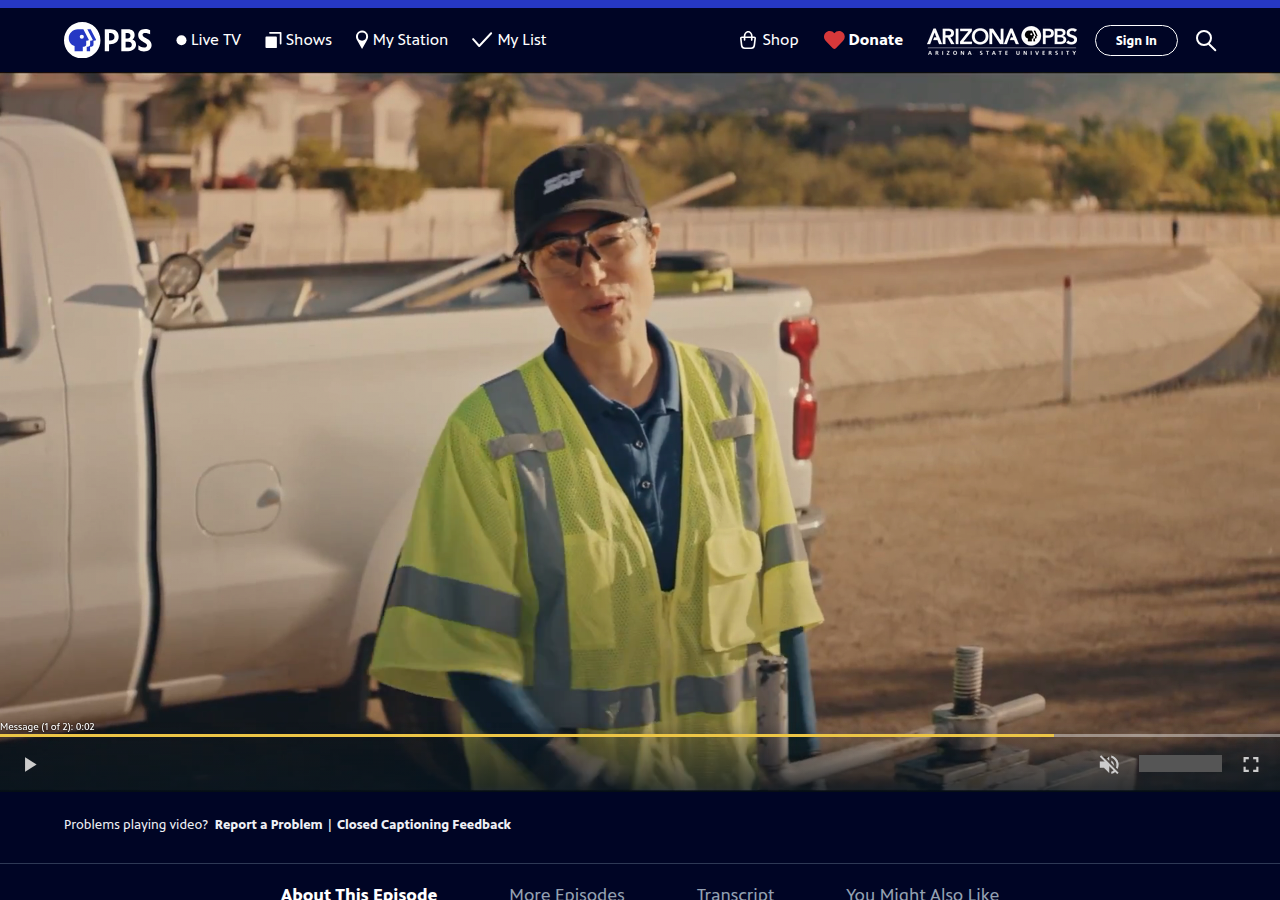 PBS Live TV Shows My Station My List Shop Donate ARIZONA PBS Sign In
ARIZONA STATE UNIVERSITY
SRP
Message (1 of 2): 0:02
Problems playing video? Report a Problem | Closed Captioning Feedback
About This Episode More Episodes Transcript You Might Also Like